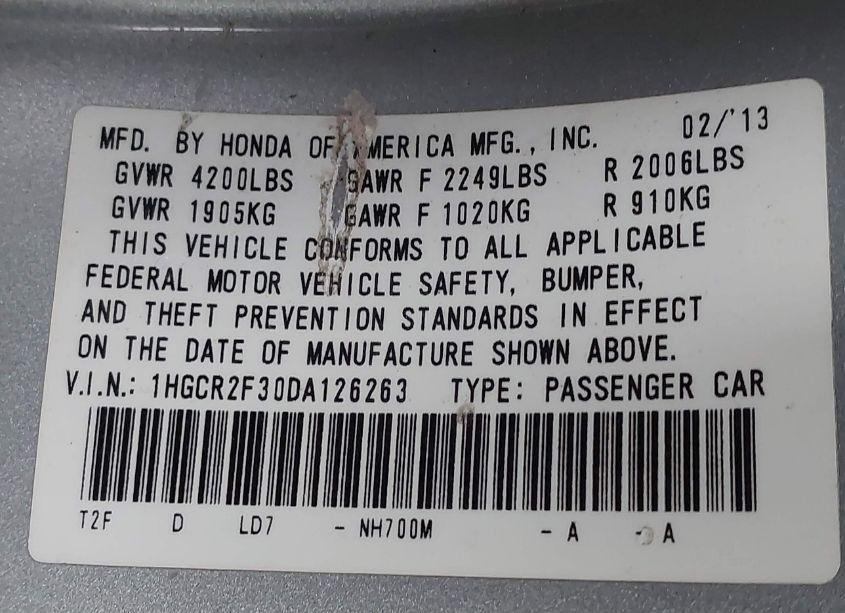 MFD. BY HONDA OF AMERICA MFG., INC. 02/'13
GVWR 4200LBS GAWR F 2249LBS R 2006LBS
GVWR 1905KG GAWR F 1020KG R 910KG
THIS VEHICLE CONFORMS TO ALL APPLICABLE
FEDERAL MOTOR VEHICLE SAFETY, BUMPER,
AND THEFT PREVENTION STANDARDS IN EFFECT
ON THE DATE OF MANUFACTURE SHOWN ABOVE.
V.I.N.: 1HGCR2F30DA126263 TYPE: PASSENGER CAR
T2F D LD7 - NH700M - A - A